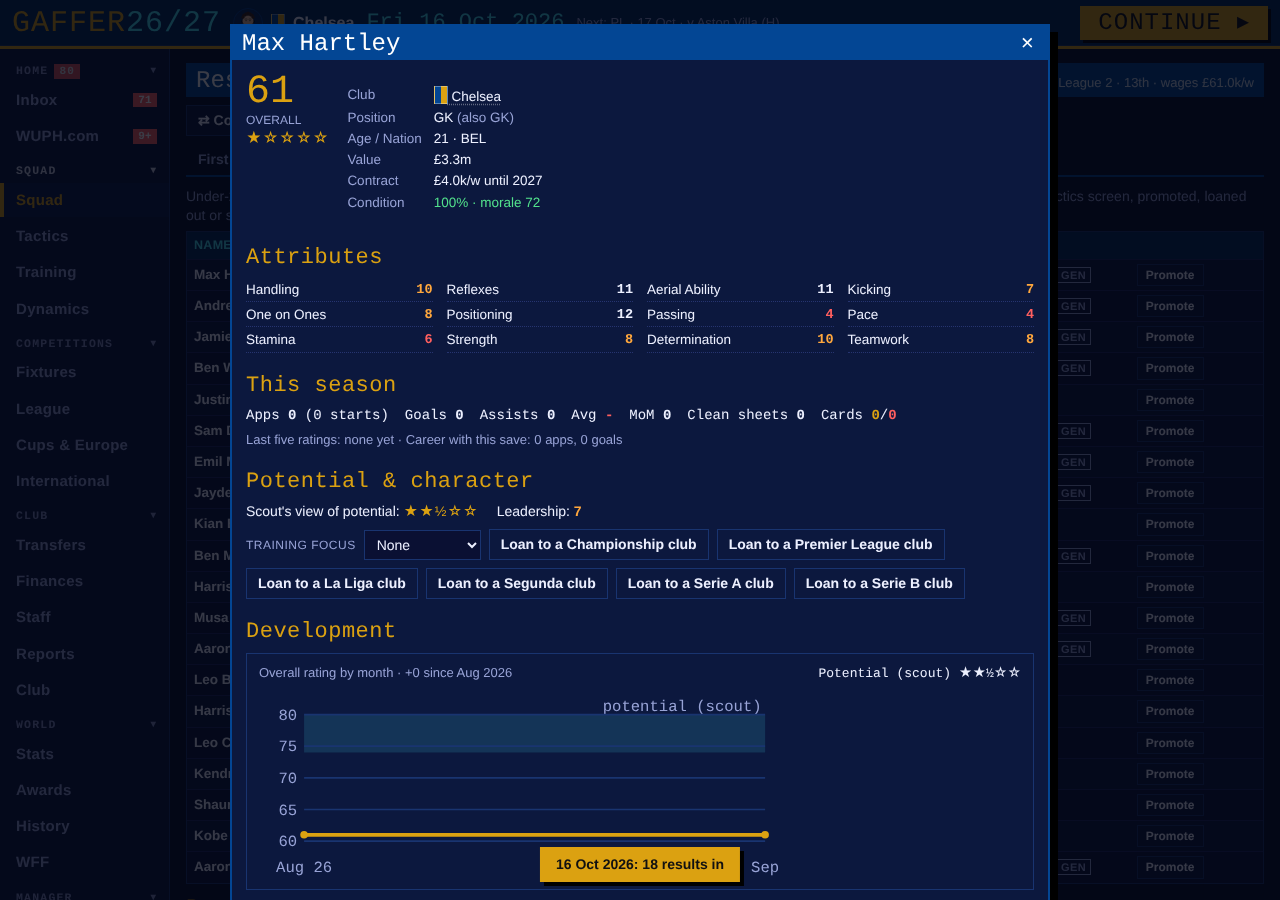 GAFFER26/27 Chelsea Fri 16 Oct 2026 Next: PL · 17 Oct · v Aston Villa (H) CONTINUE ▶
Max Hartley ✕
HOME 80 ▼
Inbox 71
WUPH.com 9+
SQUAD ▼
Squad
Tactics
Training
Dynamics
COMPETITIONS ▼
Fixtures
League
Cups & Europe
International
CLUB ▼
Transfers
Finances
Staff
Reports
Club
WORLD ▼
Stats
Awards
History
WFF
MANAGER ▼
Res
League 2 · 13th · wages £61.0k/w
⇄ Co
First
Under-
ctics screen, promoted, loaned
out or s
NAME
Max H GEN Promote
Andre GEN Promote
Jamie GEN Promote
Ben W GEN Promote
Justin Promote
Sam D GEN Promote
Emil M GEN Promote
Jayde GEN Promote
Kian Promote
Ben M GEN Promote
Harris Promote
Musa GEN Promote
Aaron GEN Promote
Leo B Promote
Harris Promote
Leo C Promote
Kendr Promote
Shaun Promote
Kobe Promote
Aaron GEN Promote
61
OVERALL
★☆☆☆☆
Club Chelsea
Position GK (also GK)
Age / Nation 21 · BEL
Value £3.3m
Contract £4.0k/w until 2027
Condition 100% · morale 72
Attributes
Handling 10 Reflexes 11 Aerial Ability 11 Kicking 7
One on Ones 8 Positioning 12 Passing 4 Pace 4
Stamina 6 Strength 8 Determination 10 Teamwork 8
This season
Apps 0 (0 starts) Goals 0 Assists 0 Avg - MoM 0 Clean sheets 0 Cards 0/0
Last five ratings: none yet · Career with this save: 0 apps, 0 goals
Potential & character
Scout's view of potential: ★★½☆☆ Leadership: 7
TRAINING FOCUS None Loan to a Championship club Loan to a Premier League club
Loan to a La Liga club Loan to a Segunda club Loan to a Serie A club Loan to a Serie B club
Development
Overall rating by month · +0 since Aug 2026 Potential (scout) ★★½☆☆
potential (scout)
80
75
70
65
60
Aug 26 Sep
16 Oct 2026: 18 results in